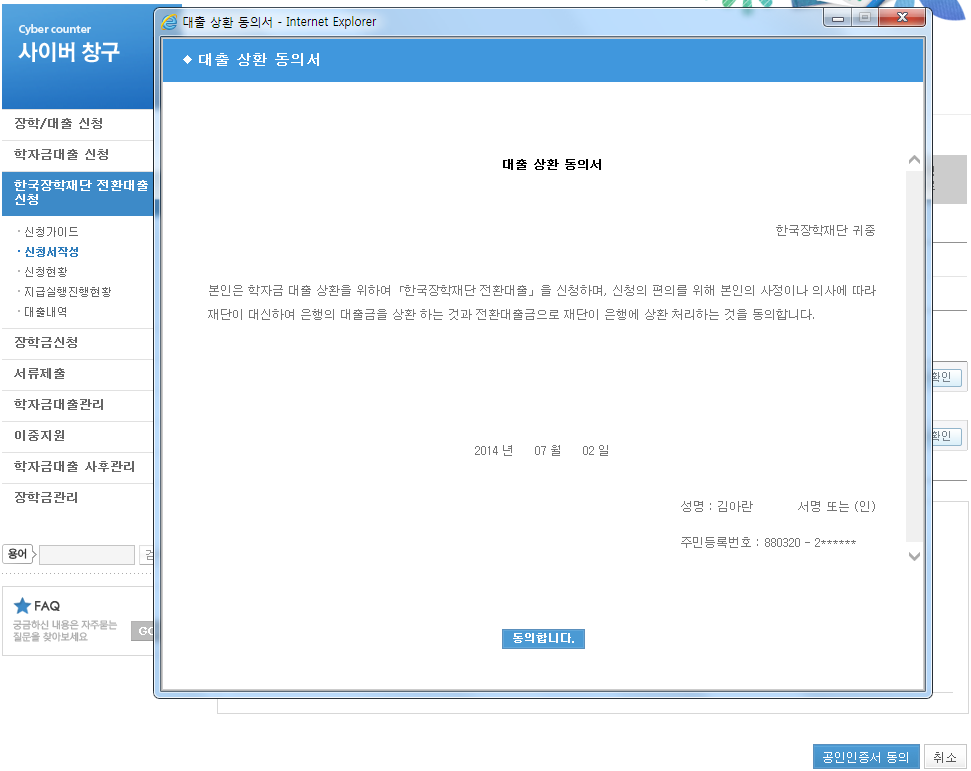 Cyber counter
사이버 창구
장학/대출 신청
학자금대출 신청
한국장학재단 전환대출
신청
· 신청가이드
· 신청서작성
· 신청현황
· 지급실행진행현황
· 대출내역
장학금신청
서류제출
학자금대출관리
이중지원
학자금대출 사후관리
장학금관리
용어
FAQ
궁금하신 내용은 자주묻는
질문을 찾아보세요
GO
대출 상환 동의서 - Internet Explorer
◆ 대출 상환 동의서
대출 상환 동의서
한국장학재단 귀중
본인은 학자금 대출 상환을 위하여 「한국장학재단 전환대출」을 신청하며, 신청의 편의를 위해 본인의 사정이나 의사에 따라
재단이 대신하여 은행의 대출금을 상환 하는 것과 전환대출금으로 재단이 은행에 상환 처리하는 것을 동의합니다.
2014 년 07 월 02 일
성명 : 김아란 서명 또는 (인)
주민등록번호 : 880320 - 2******
동의합니다.
확인
확인
공인인증서 동의
취소